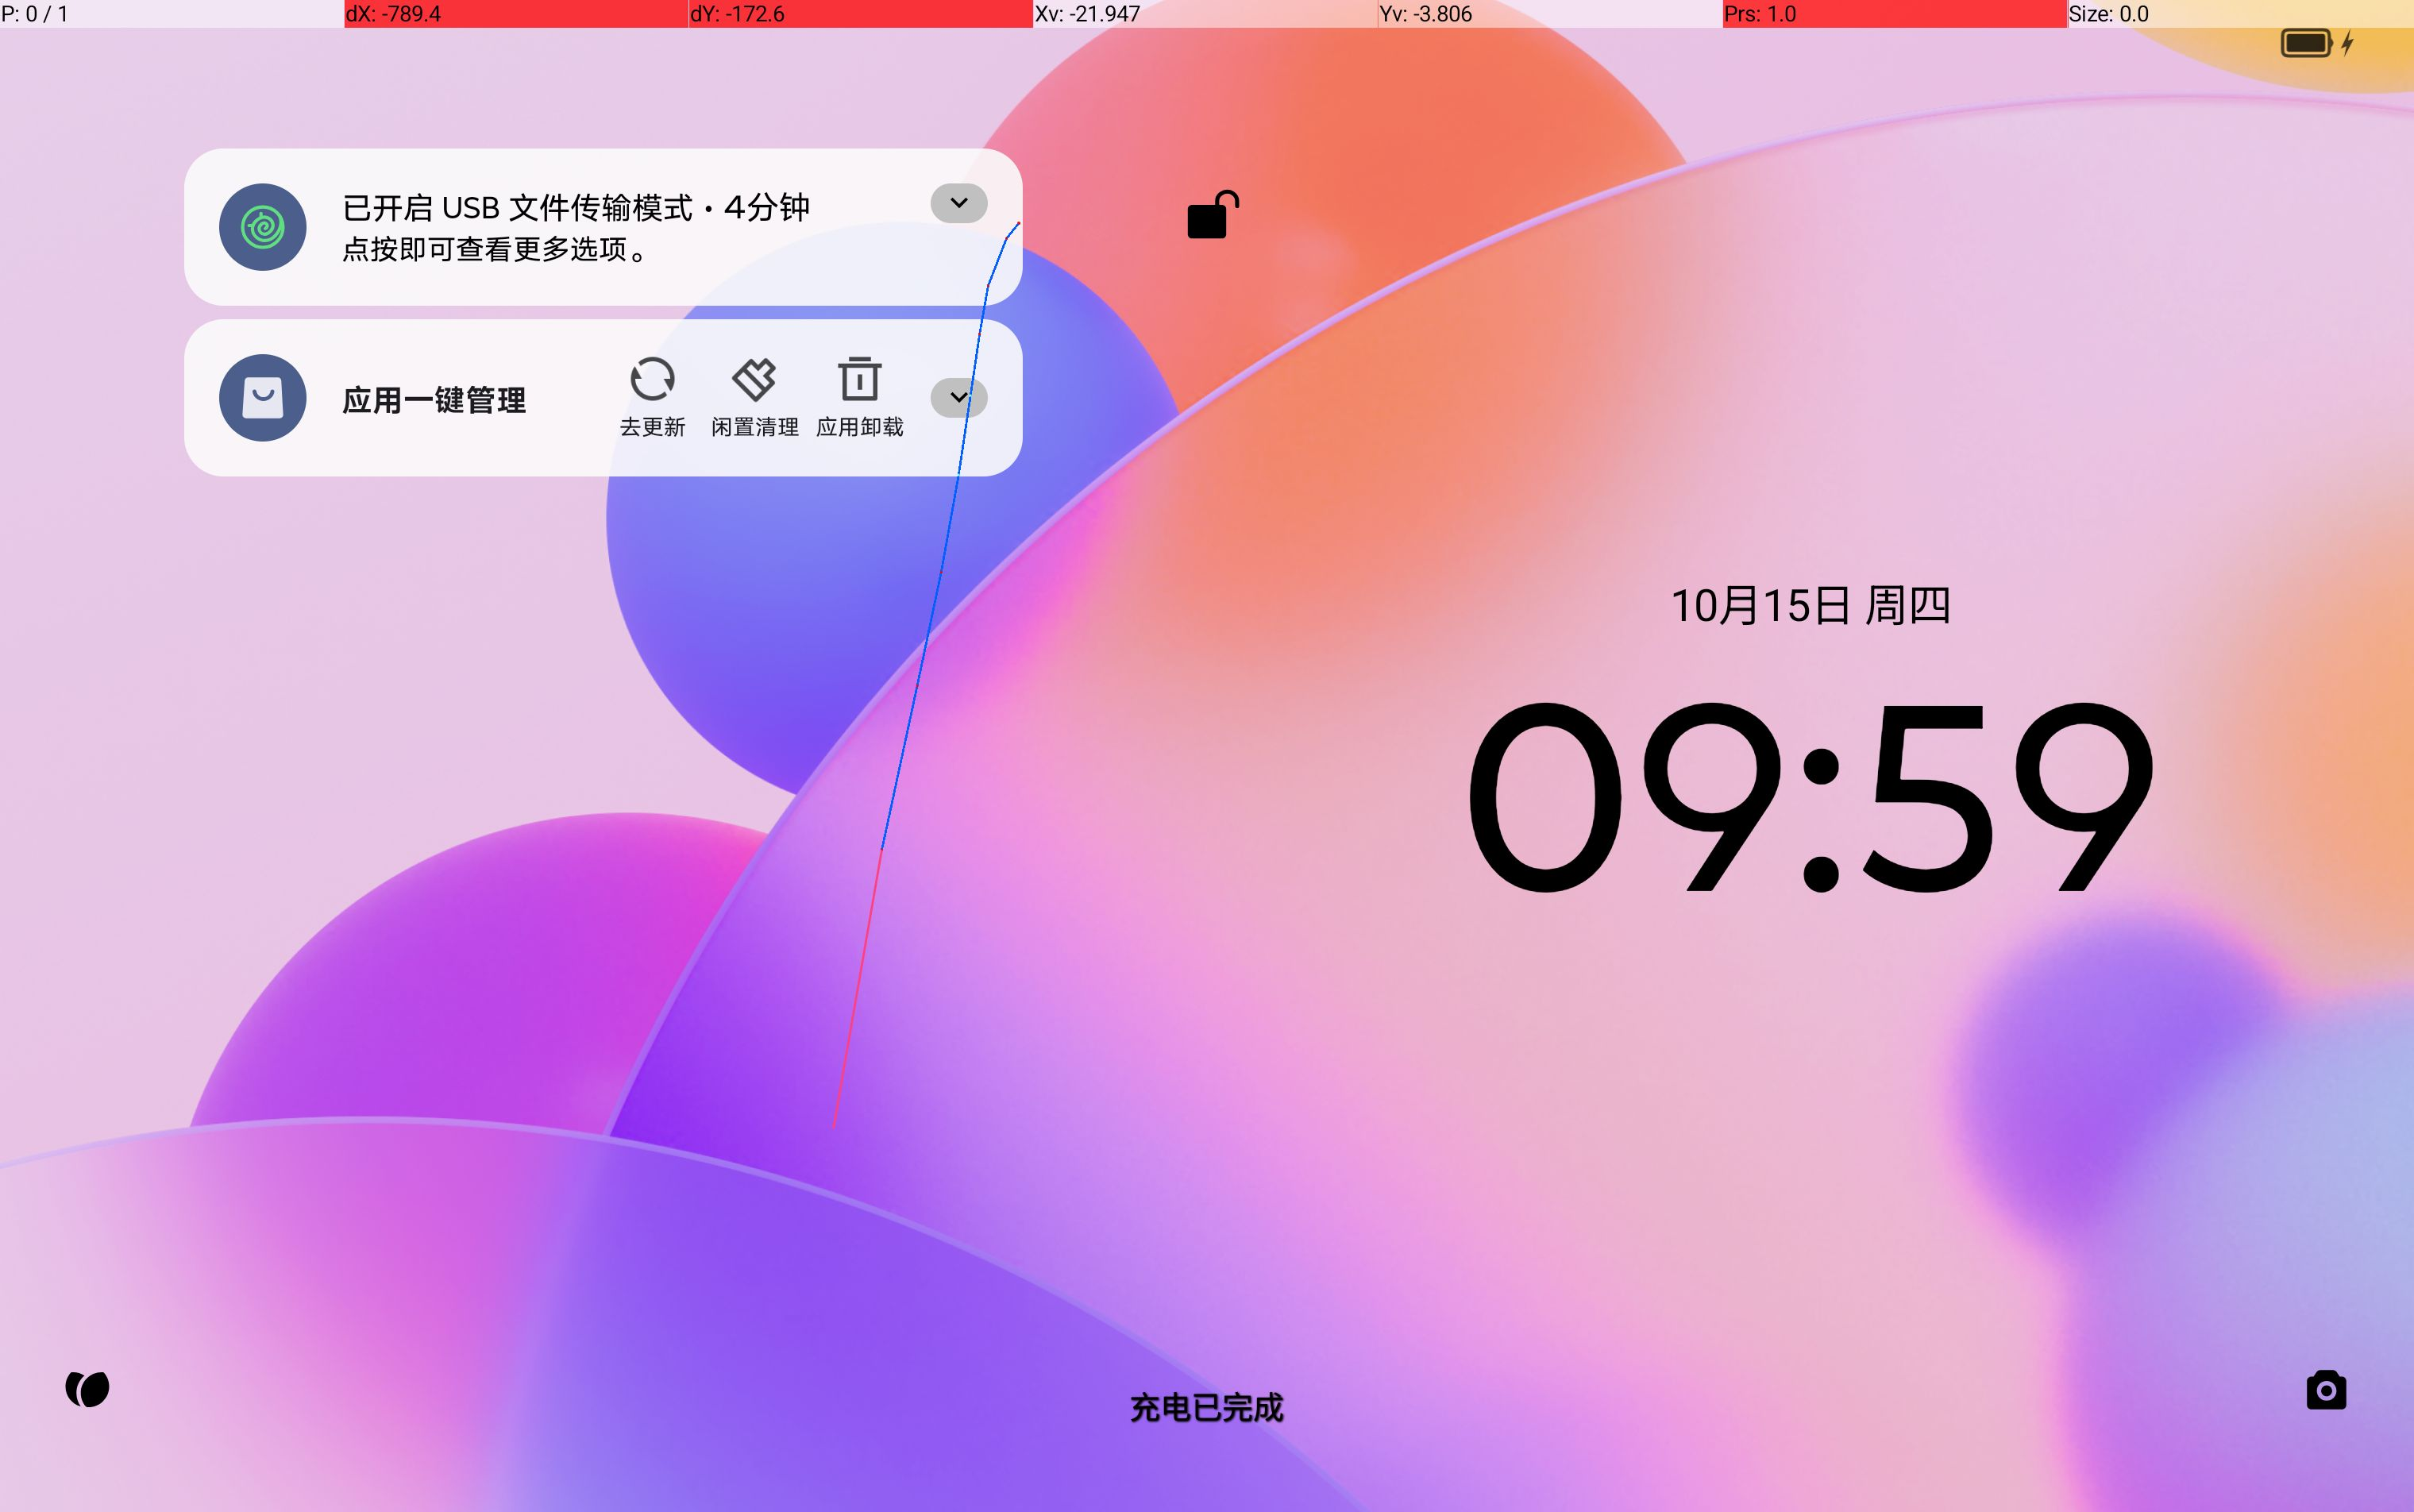 P: 0 / 1 dX: -789.4 dY: -172.6 Xv: -21.947 Yv: -3.806 Prs: 1.0 Size: 0.0
已开启 USB 文件传输模式 · 4分钟
点按即可查看更多选项。
应用一键管理
去更新 闲置清理 应用卸载
10月15日 周四
09:59
充电已完成